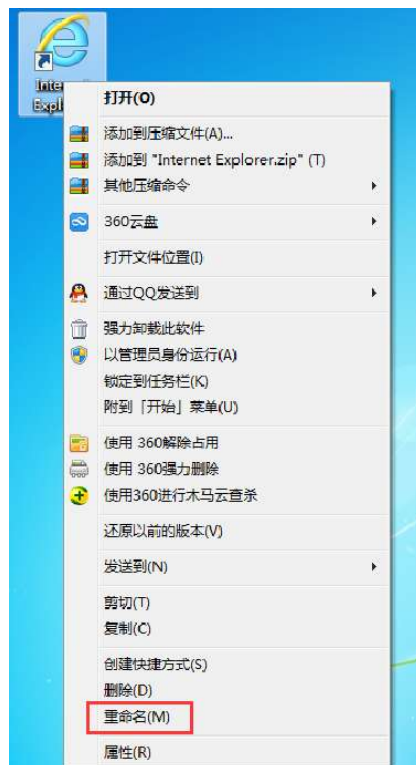 Inte
Expl
打开(O)
添加到压缩文件(A)...
添加到 "Internet Explorer.zip" (T)
其他压缩命令
360云盘
打开文件位置(I)
通过QQ发送到
强力卸载此软件
以管理员身份运行(A)
锁定到任务栏(K)
附到「开始」菜单(U)
使用 360解除占用
使用 360强力删除
使用360进行木马云查杀
还原以前的版本(V)
发送到(N)
剪切(T)
复制(C)
创建快捷方式(S)
删除(D)
重命名(M)
属性(R)